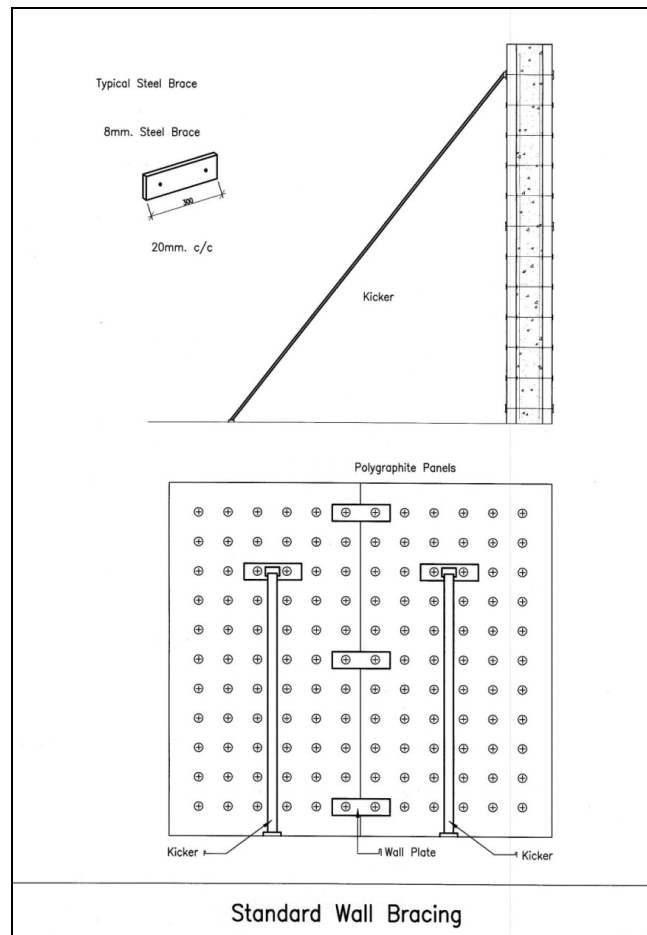 Typical Steel Brace
8mm. Steel Brace
300
20mm. c/c
Kicker
Polygraphite Panels
Kicker
Wall Plate
Kicker
Standard Wall Bracing